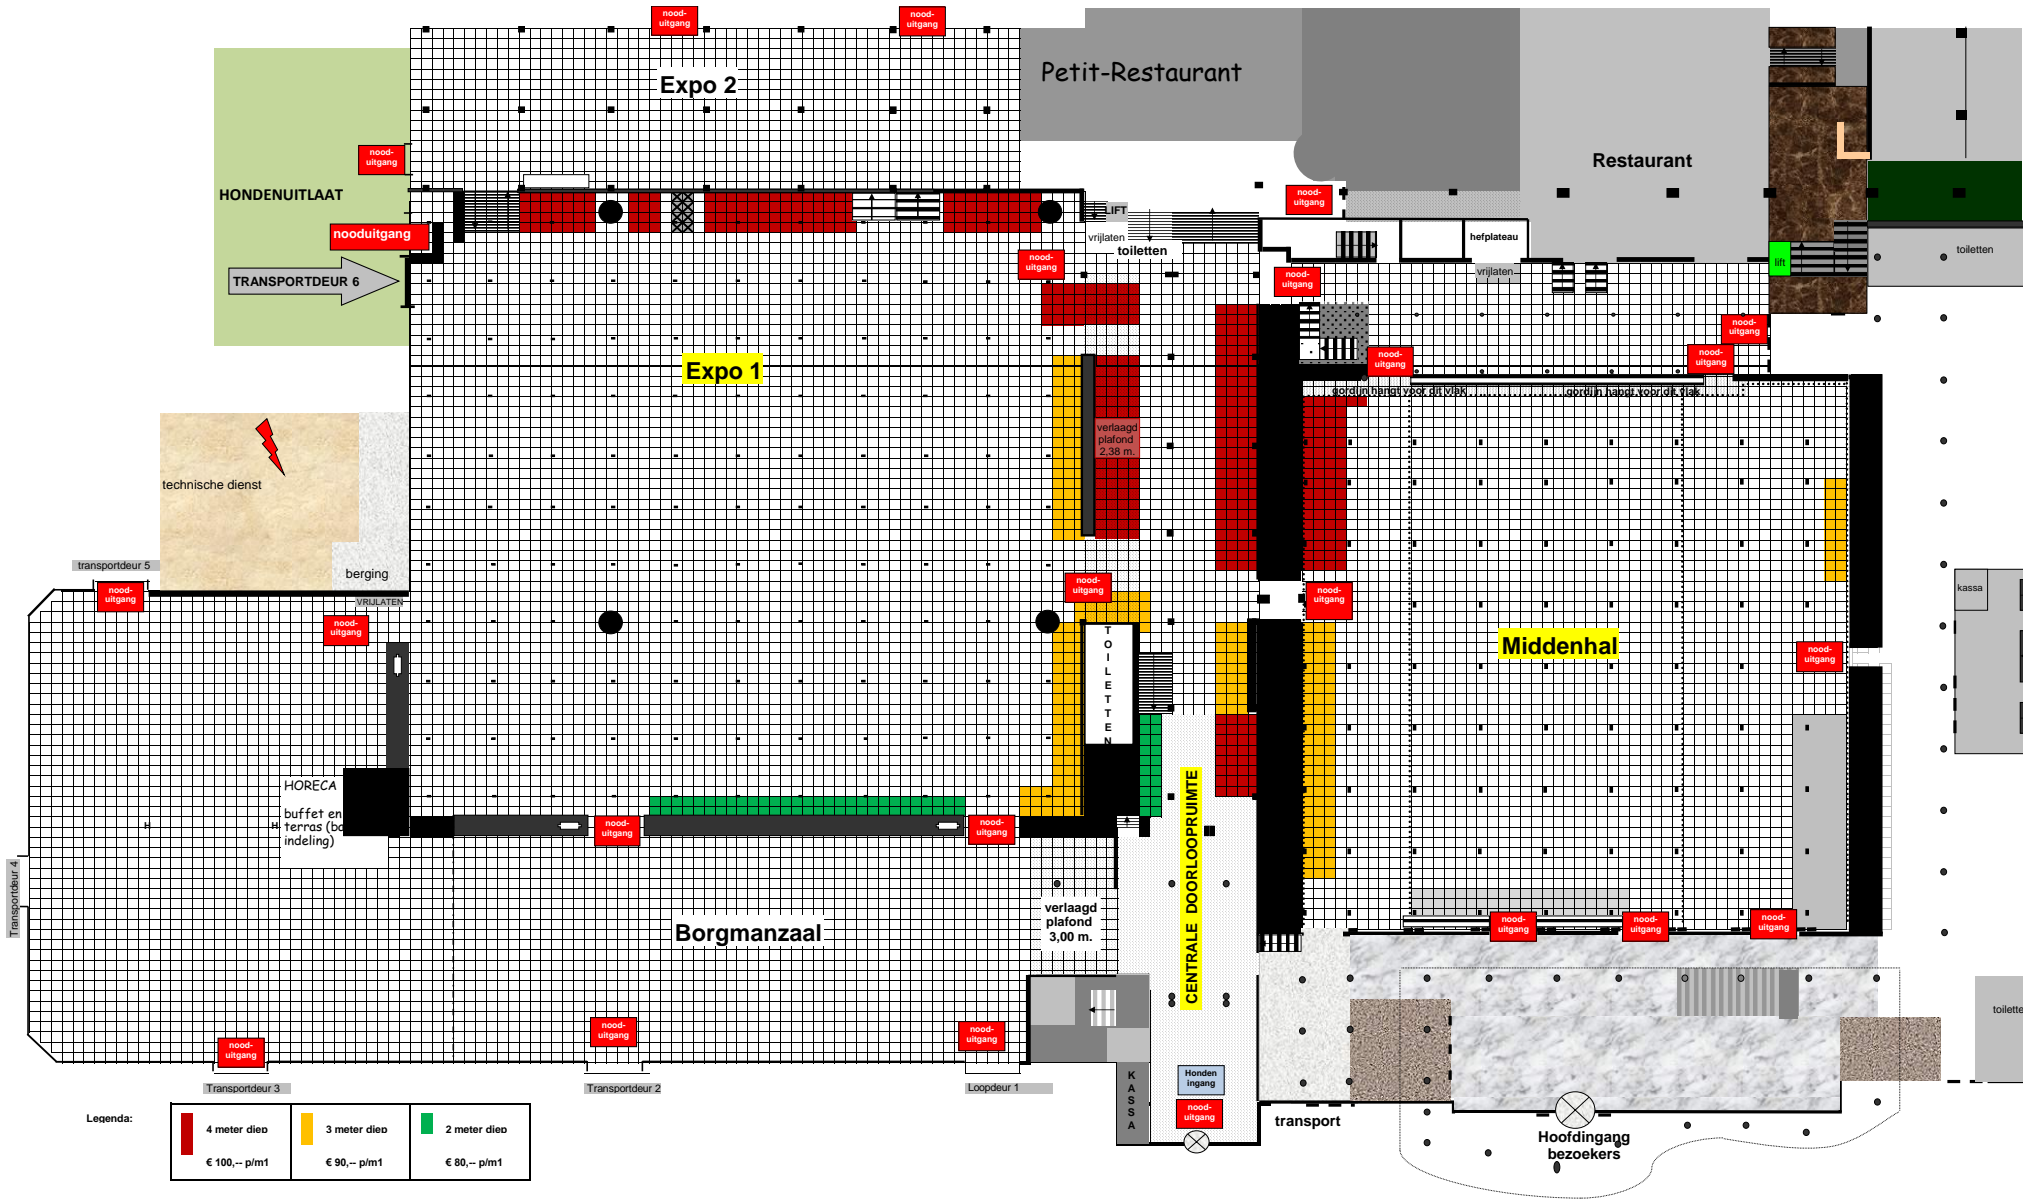 nood-
uitgang
nood-
uitgang
Expo 2
Petit-Restaurant
nood-
uitgang
Restaurant
HONDENUITLAAT
nood-
uitgang
LIFT
nooduitgang
vrijlaten
toiletten
hefplateau
toiletten
lift
nood-
uitgang
nood-
uitgang
vrijlaten
TRANSPORTDEUR 6
nood-
uitgang
nood-
uitgang
nood-
uitgang
Expo 1
gordijn hangt voor dit vlak
gordijn hangt voor dit vlak
verlaagd
plafond
2,38 m.
technische dienst
berging
transportdeur 5
nood-
uitgang
VRIJLATEN
nood-
uitgang
nood-
uitgang
nood-
uitgang
kassa
TOILETTEN
Middenhal
nood-
uitgang
HORECA
buffet en
terras (ba
indeling)
nood-
uitgang
nood-
uitgang
CENTRALE DOORLOOPRUIMTE
Transportdeur 4
verlaagd
plafond
3,00 m.
Borgmanzaal
nood-
uitgang
nood-
uitgang
nood-
uitgang
toilette
nood-
uitgang
nood-
uitgang
nood-
uitgang
Transportdeur 3
Transportdeur 2
Loopdeur 1
KASSA
Honden
ingang
nood-
uitgang
transport
Hoofdingang
bezoekers
Legenda:
4 meter diep
3 meter diep
2 meter diep
€ 100,-- p/m1
€ 90,-- p/m1
€ 80,-- p/m1